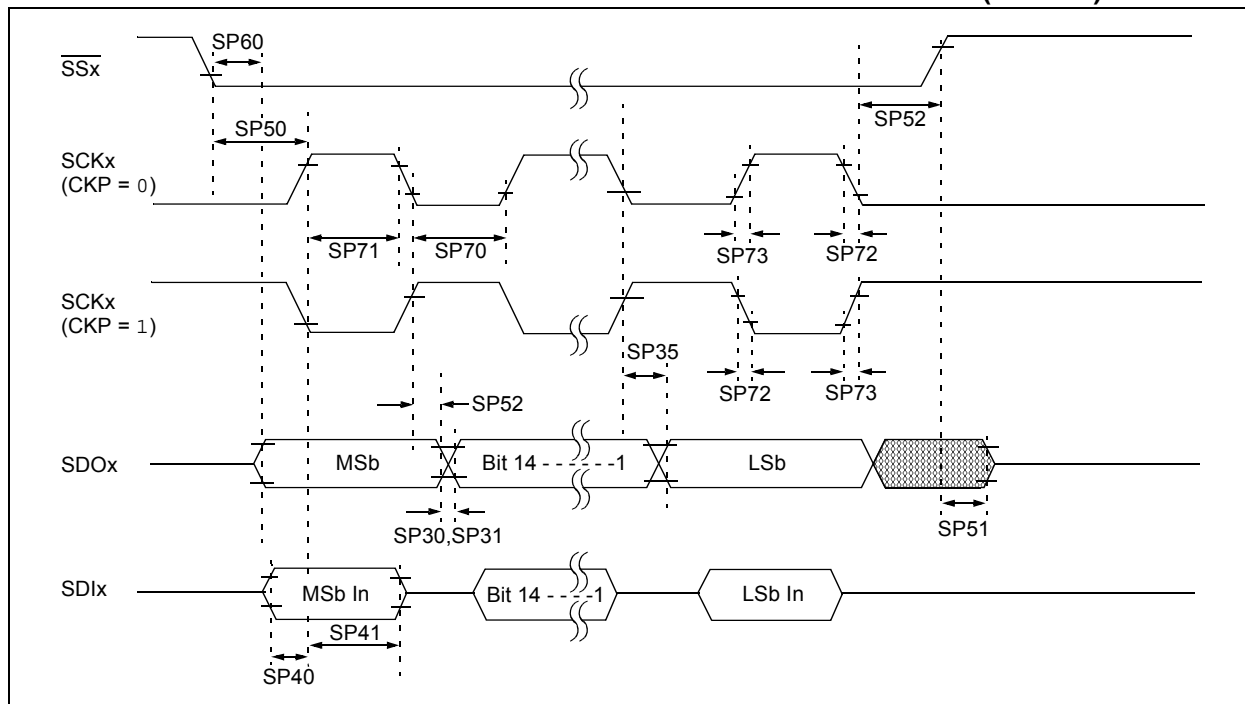 SP60
SSx
SP50
SP52
SCKx
(CKP = 0)
SP71
SP70
SP73
SP72
SCKx
(CKP = 1)
SP35
SP72
SP73
SP52
SDOx
MSb
Bit 14 - - - - - -1
LSb
SP30,SP31
SP51
SDIx
MSb In
Bit 14 - - - -1
LSb In
SP41
SP40